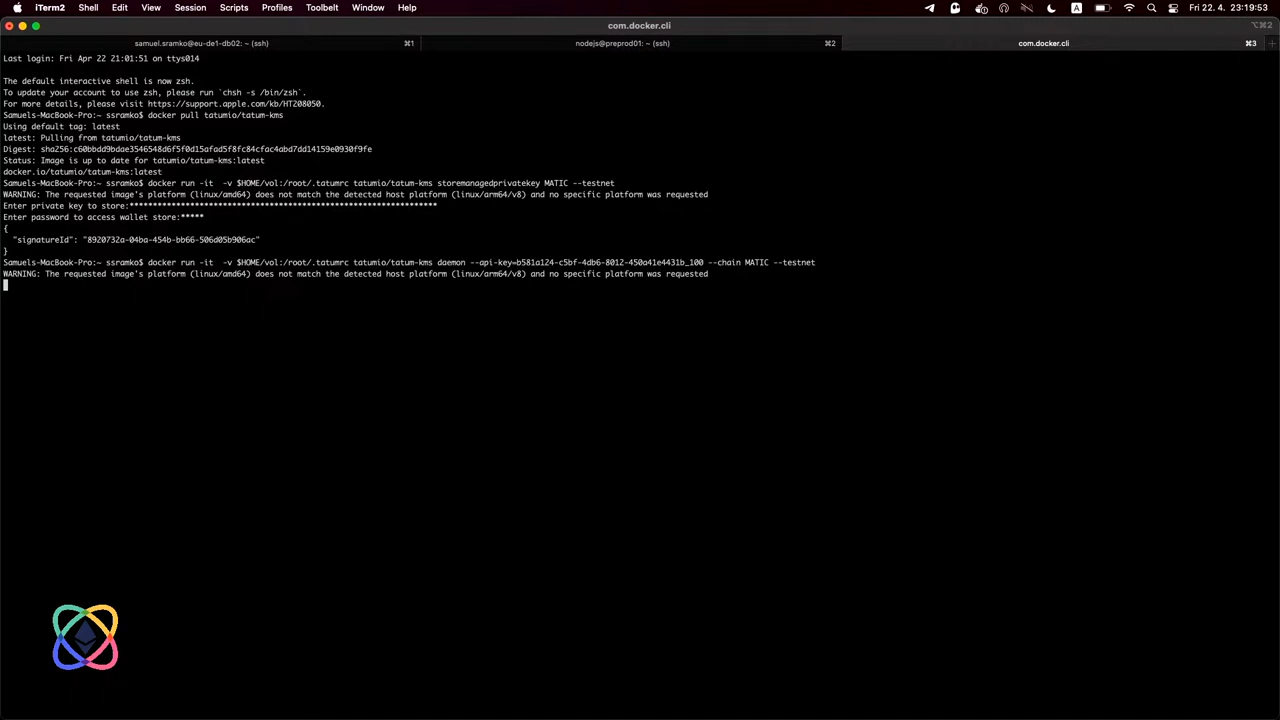 iTerm2 Shell Edit View Session Scripts Profiles Toolbelt Window Help A Fri 22. 4. 23:19:53
com.docker.cli ⌥⌘2
samuel.sramko@eu-de1-db02: ~ (ssh) ⌘1 nodejs@preprod01: ~ (ssh) ⌘2 com.docker.cli ⌘3 +
Last login: Fri Apr 22 21:01:51 on ttys014
The default interactive shell is now zsh.
To update your account to use zsh, please run `chsh -s /bin/zsh`.
For more details, please visit https://support.apple.com/kb/HT208050.
Samuels-MacBook-Pro:~ ssramko$ docker pull tatumio/tatum-kms
Using default tag: latest
latest: Pulling from tatumio/tatum-kms
Digest: sha256:c60bbdd9bdae3546548d6f5f0d15afad5f8fc84cfac4abd7dd14159e0930f9fe
Status: Image is up to date for tatumio/tatum-kms:latest
docker.io/tatumio/tatum-kms:latest
Samuels-MacBook-Pro:~ ssramko$ docker run -it  -v $HOME/vol:/root/.tatumrc tatumio/tatum-kms storemanagedprivatekey MATIC --testnet
WARNING: The requested image's platform (linux/amd64) does not match the detected host platform (linux/arm64/v8) and no specific platform was requested
Enter private key to store:****************************************************************
Enter password to access wallet store:*****
{
  "signatureId": "8920732a-04ba-454b-bb66-506d05b906ac"
}
Samuels-MacBook-Pro:~ ssramko$ docker run -it  -v $HOME/vol:/root/.tatumrc tatumio/tatum-kms daemon --api-key=b581a124-c5bf-4db6-8012-450a41e4431b_100 --chain MATIC --testnet
WARNING: The requested image's platform (linux/amd64) does not match the detected host platform (linux/arm64/v8) and no specific platform was requested